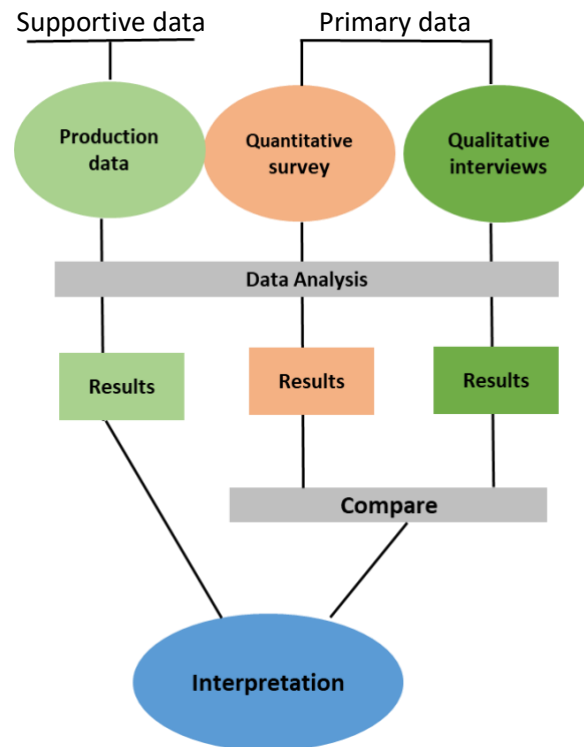 Supportive data
Primary data
Production
data
Quantitative
survey
Qualitative
interviews
Data Analysis
Results
Results
Results
Compare
Interpretation